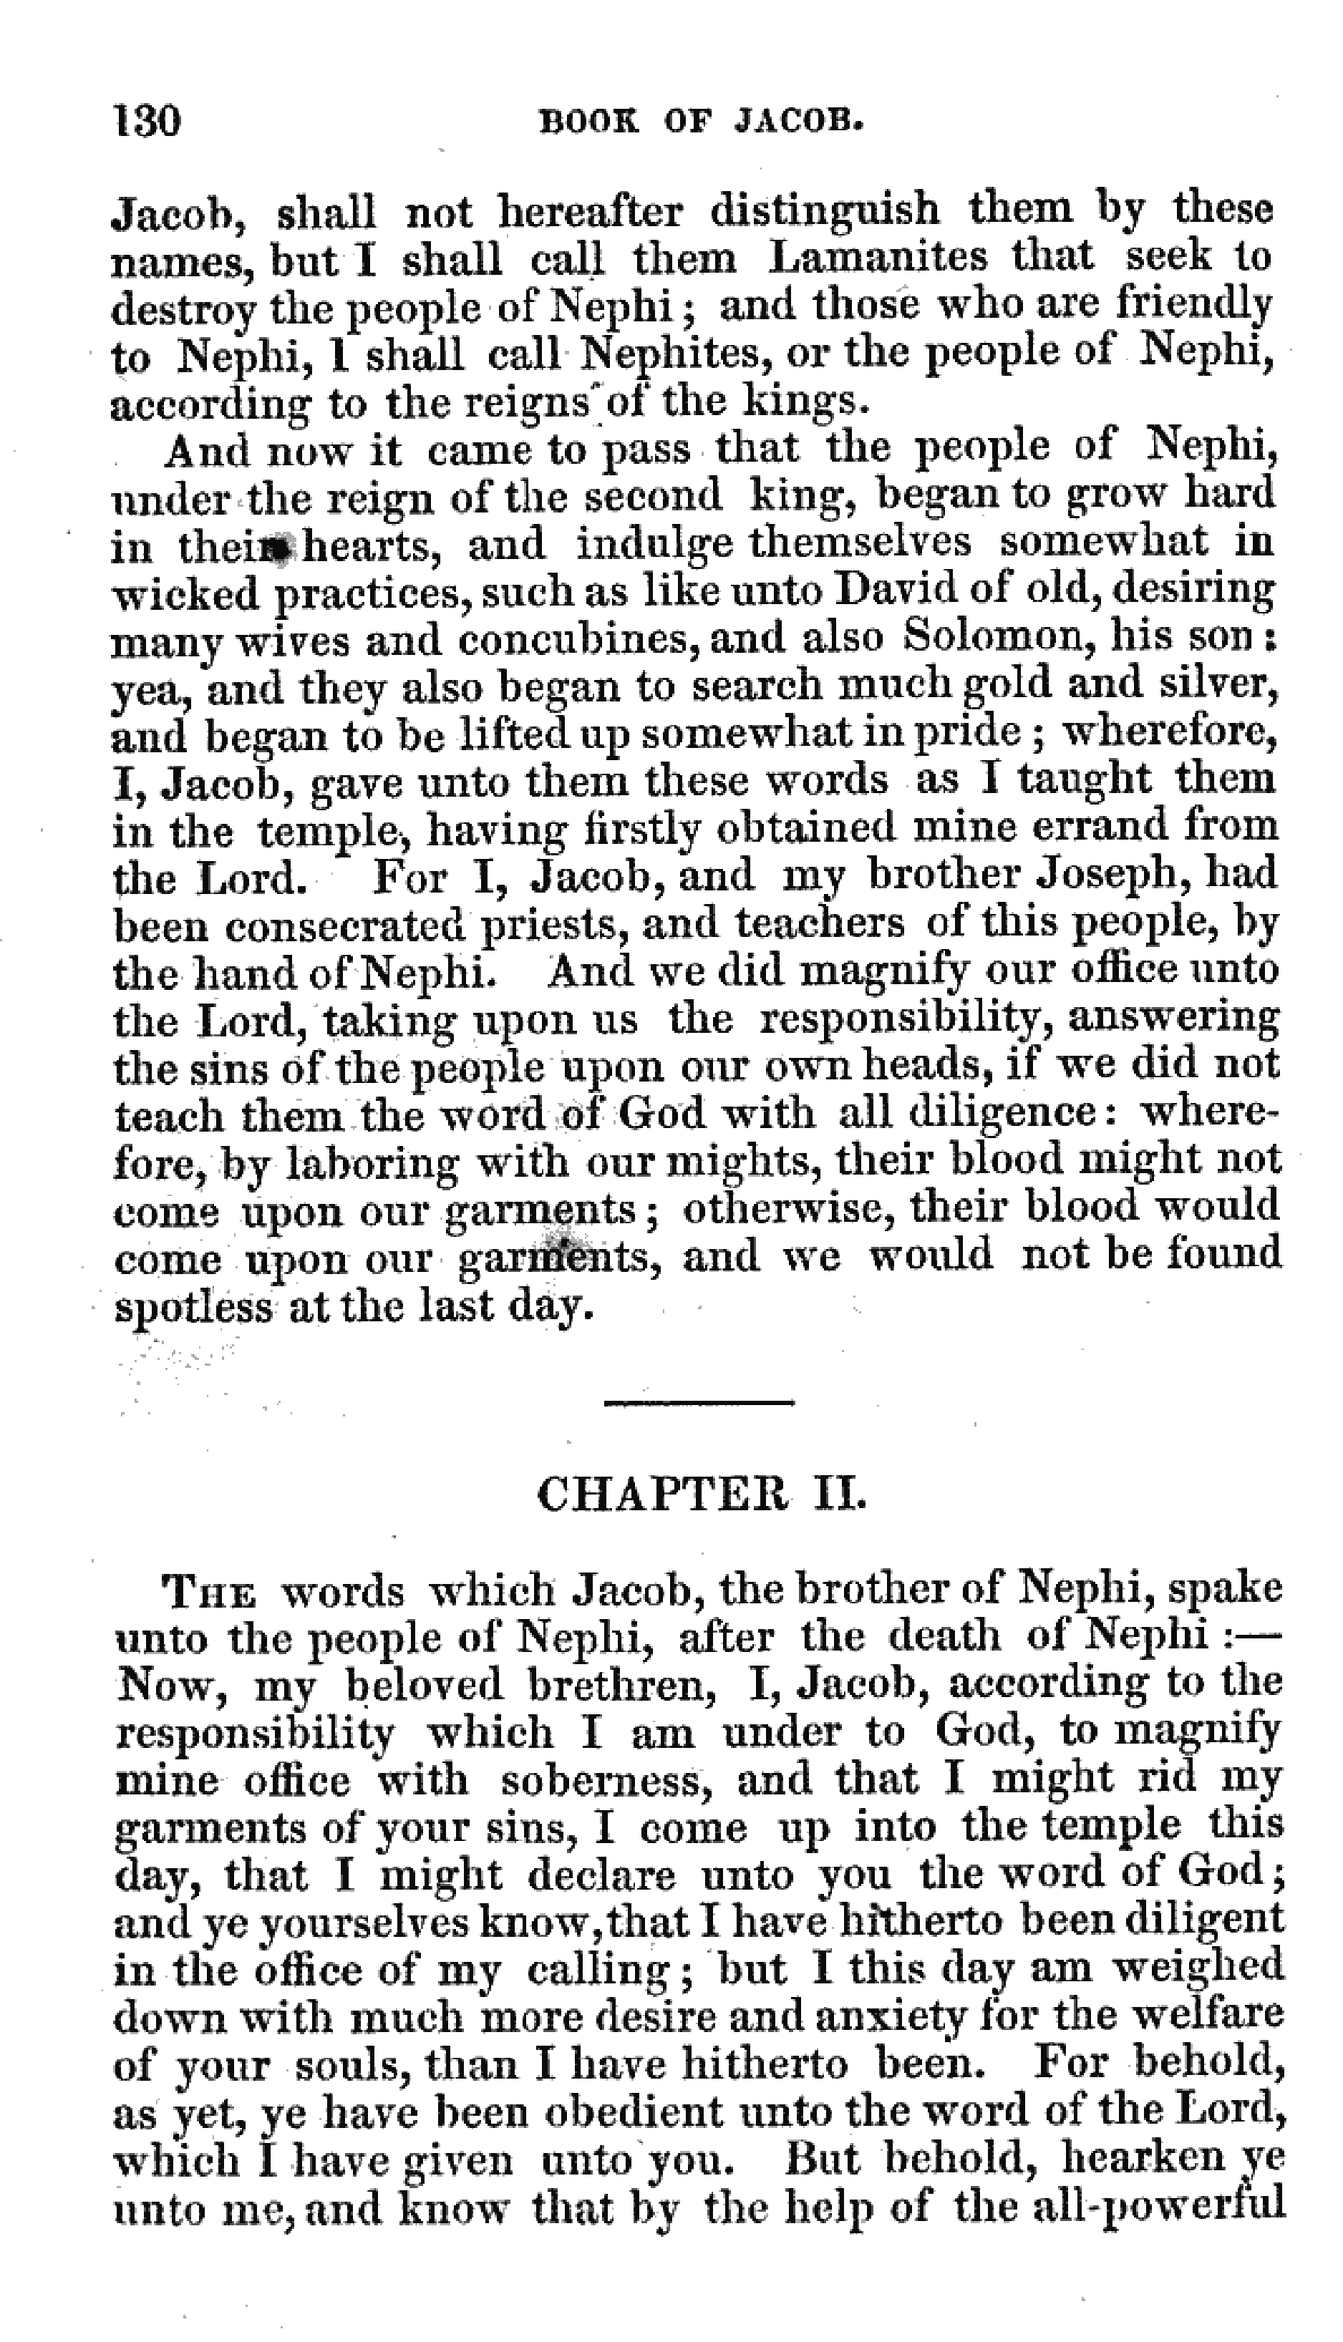 130 BOOK OF JACOB.
Jacob, shall not hereafter distinguish them by these
names, but I shall call them Lamanites that seek to
destroy the people of Nephi; and those who are friendly
to Nephi, I shall call Nephites, or the people of Nephi,
according to the reigns of the kings.
And now it came to pass that the people of Nephi,
under the reign of the second king, began to grow hard
in their hearts, and indulge themselves somewhat in
wicked practices, such as like unto David of old, desiring
many wives and concubines, and also Solomon, his son:
yea, and they also began to search much gold and silver,
and began to be lifted up somewhat in pride; wherefore,
I, Jacob, gave unto them these words as I taught them
in the temple, having firstly obtained mine errand from
the Lord. For I, Jacob, and my brother Joseph, had
been consecrated priests, and teachers of this people, by
the hand of Nephi. And we did magnify our office unto
the Lord, taking upon us the responsibility, answering
the sins of the people upon our own heads, if we did not
teach them the word of God with all diligence: where-
fore, by laboring with our mights, their blood might not
come upon our garments; otherwise, their blood would
come upon our garments, and we would not be found
spotless at the last day.
CHAPTER II.
THE words which Jacob, the brother of Nephi, spake
unto the people of Nephi, after the death of Nephi:—
Now, my beloved brethren, I, Jacob, according to the
responsibility which I am under to God, to magnify
mine office with soberness, and that I might rid my
garments of your sins, I come up into the temple this
day, that I might declare unto you the word of God;
and ye yourselves know, that I have hitherto been diligent
in the office of my calling; but I this day am weighed
down with much more desire and anxiety for the welfare
of your souls, than I have hitherto been. For behold,
as yet, ye have been obedient unto the word of the Lord,
which I have given unto you. But behold, hearken ye
unto me, and know that by the help of the all-powerful